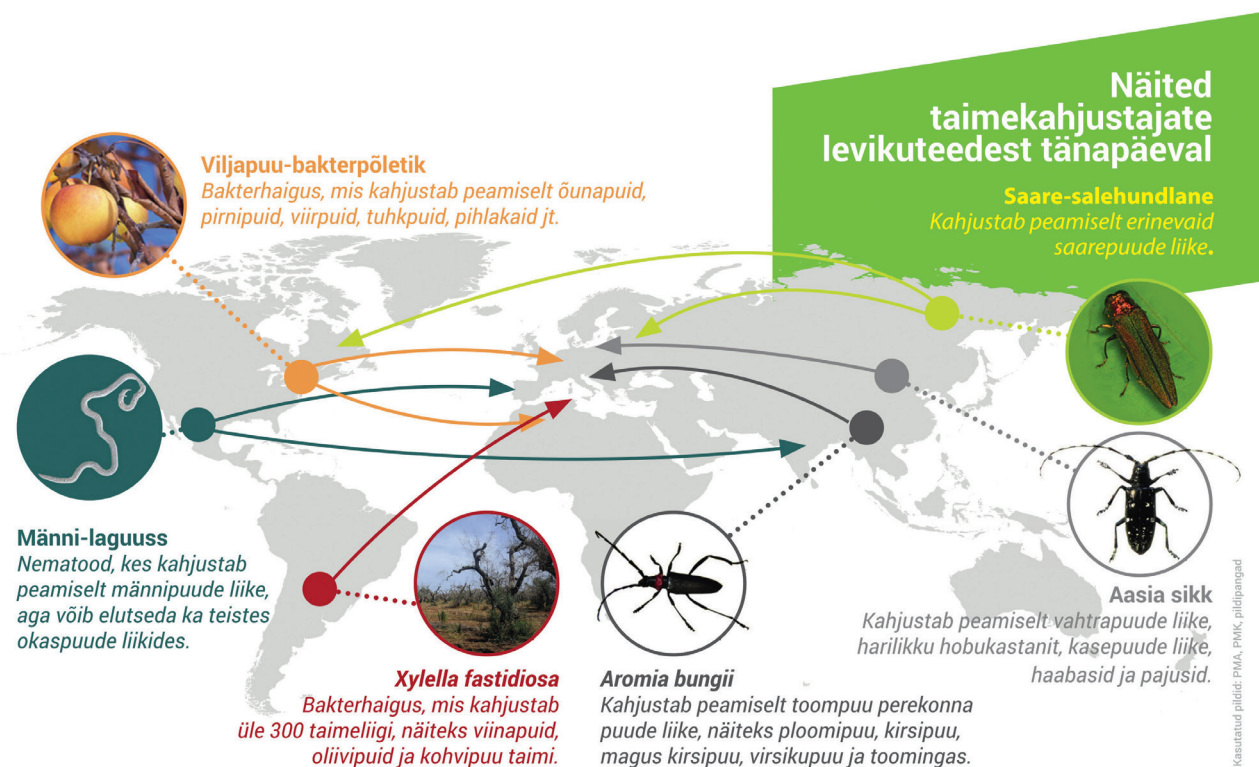 Näited
taimekahjustajate
levikuteedest tänapäeval
Saare-salehundlane
Kahjustab peamiselt erinevaid
saarepuude liike.
Viljapuu-bakterpõletik
Bakterhaigus, mis kahjustab peamiselt õunapuid,
pirnipuid, viirpuid, tuhkpuid, pihlakaid jt.
Männi-laguuss
Nematood, kes kahjustab
peamiselt männipuude liike,
aga võib elutseda ka teistes
okaspuude liikides.
Xylella fastidiosa
Bakterhaigus, mis kahjustab
üle 300 taimeliigi, näiteks viinapuid,
oliivipuid ja kohvipuu taimi.
Aromia bungii
Kahjustab peamiselt toompuu perekonna
puude liike, näiteks ploomipuu, kirsipuu,
magus kirsipuu, virsikupuu ja toomingas.
Aasia sikk
Kahjustab peamiselt vahtrapuude liike,
harilikku hobukastanit, kasepuude liike,
haabasid ja pajusid.
Kasutatud pildid: PMA, PMK, pildipangad